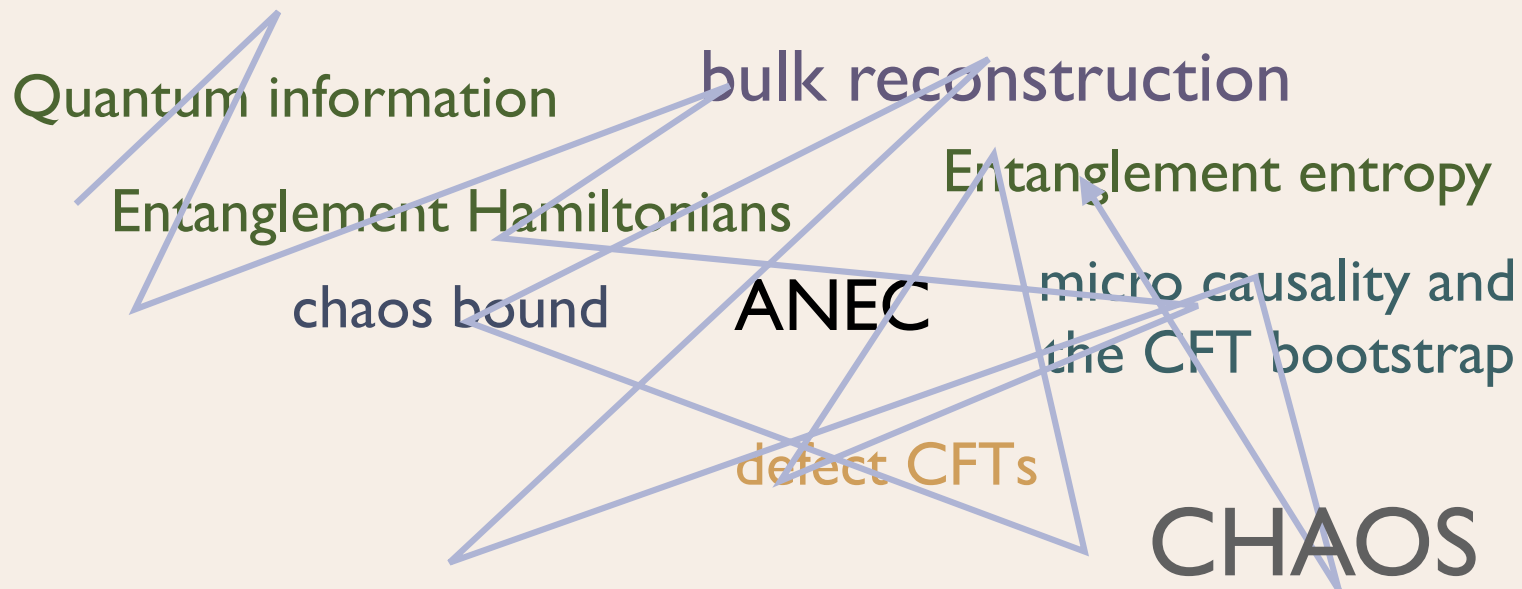 bulk reconstruction
Quantum information
Entanglement entropy
Entanglement Hamiltonians
micro causality and
the CFT bootstrap
chaos bound
ANEC
defect CFTs
CHAOS